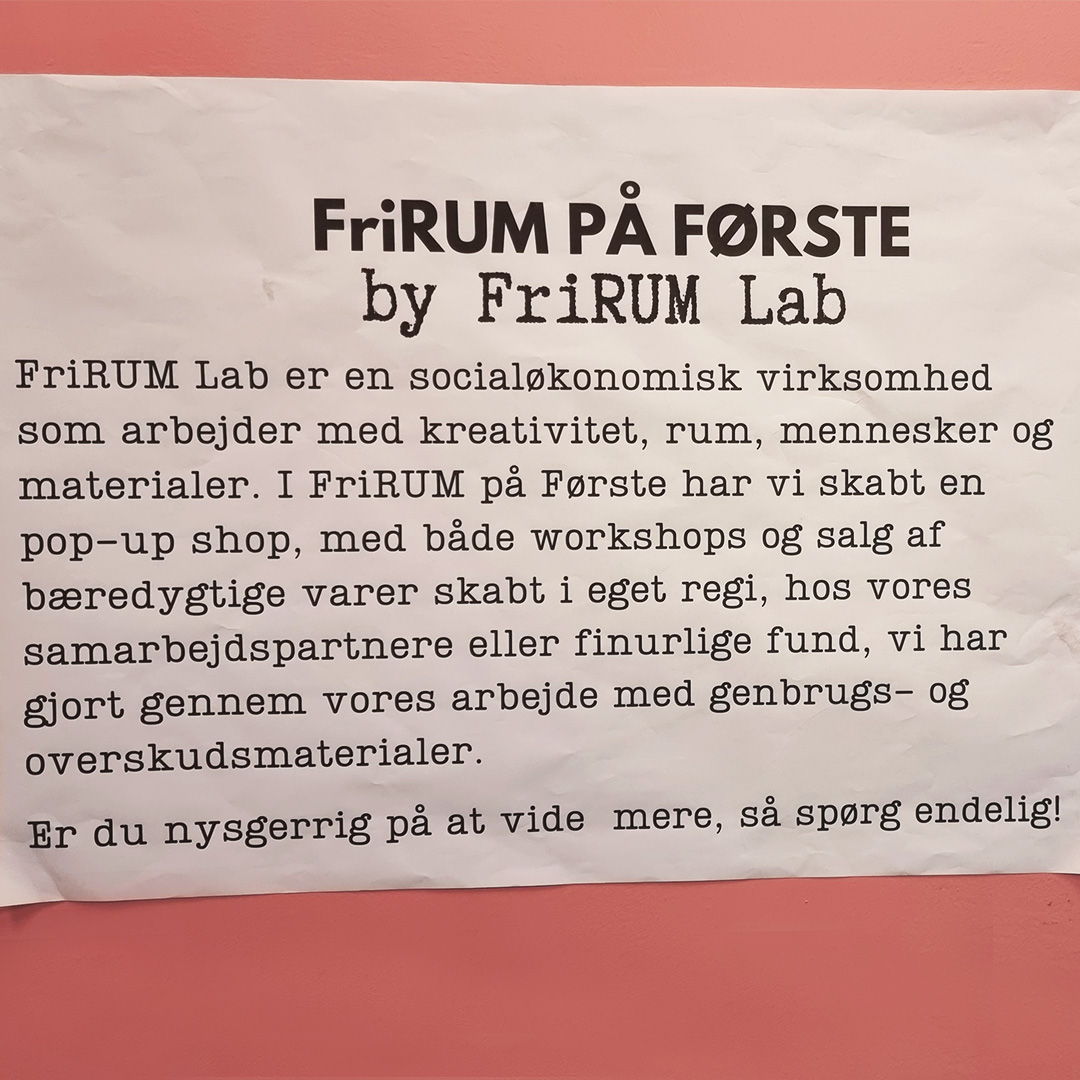 FriRUM PÅ FØRSTE
by FriRUM Lab
FriRUM Lab er en socialøkonomisk virksomhed
som arbejder med kreativitet, rum, mennesker og
materialer. I FriRUM på Første har vi skabt en
pop-up shop, med både workshops og salg af
bæredygtige varer skabt i eget regi, hos vores
samarbejdspartnere eller finurlige fund, vi har
gjort gennem vores arbejde med genbrugs- og
overskudsmaterialer.
Er du nysgerrig på at vide mere, så spørg endelig!